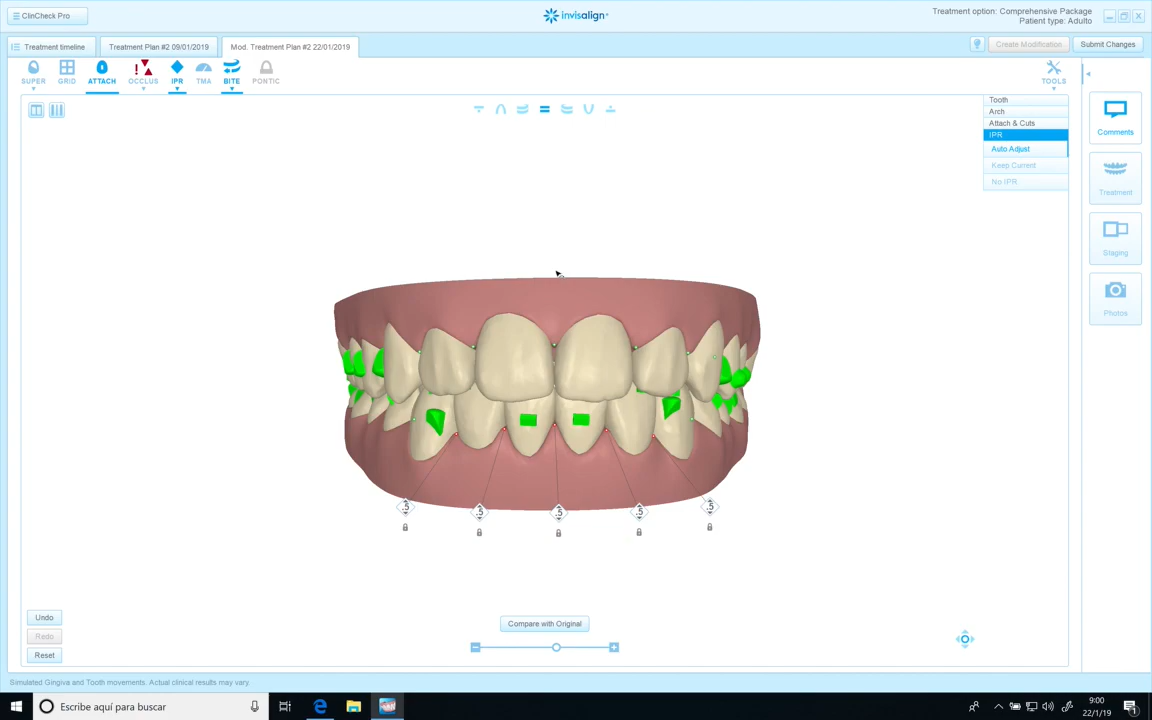 ClinCheck Pro
invisalign
Treatment option: Comprehensive Package
Patient type: Adulto
Treatment timeline
Treatment Plan #2 09/01/2019
Mod. Treatment Plan #2 22/01/2019
Create Modification
Submit Changes
SUPER
GRID
ATTACH
OCCLUS
IPR
TMA
BITE
PONTIC
TOOLS
Tooth
Arch
Attach & Cuts
IPR
Auto Adjust
Keep Current
No IPR
Comments
Treatment
Staging
Photos
.5
.5
.5
.5
.5
Undo
Redo
Reset
Compare with Original
Simulated Gingiva and Tooth movements. Actual clinical results may vary.
Escribe aquí para buscar
9:00
22/1/19
1